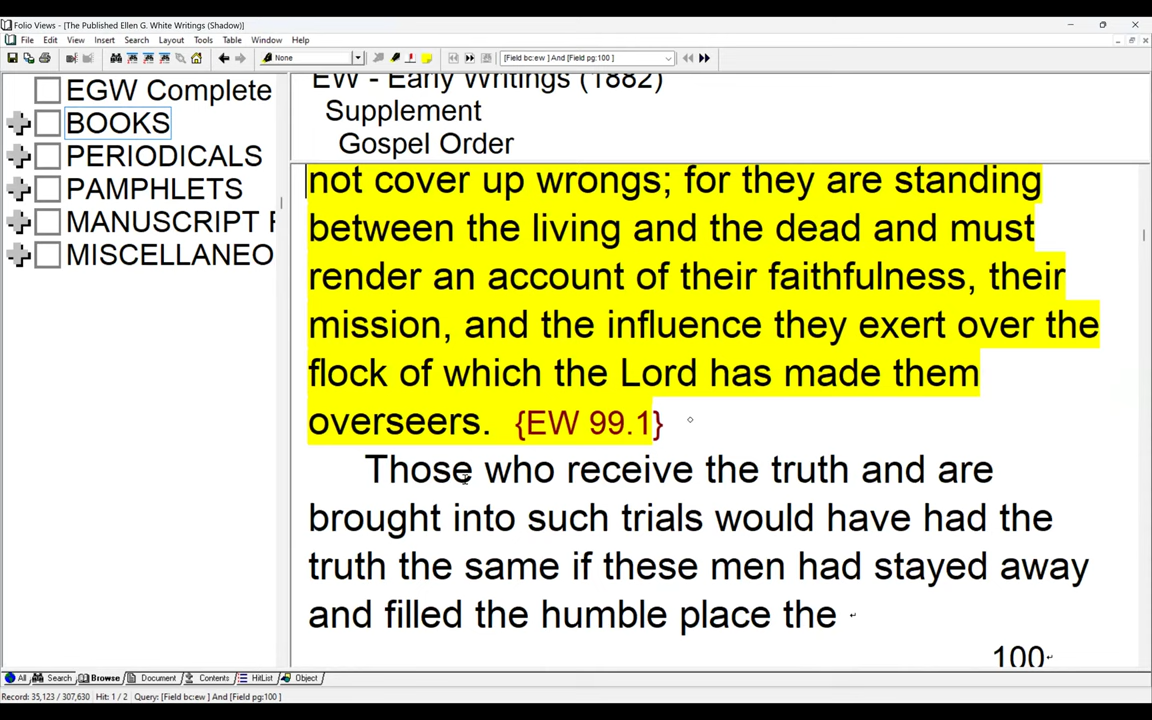 Folio Views - [The Published Ellen G. White Writings (Shadow)]
File Edit View Insert Search Layout Tools Table Window Help
None
[Field bc:ew ] And [Field pg:100 ]
EGW Complete
BOOKS
PERIODICALS
PAMPHLETS
MANUSCRIPT
MISCELLANEO
EW - Early Writings (1882)
Supplement
Gospel Order
not cover up wrongs; for they are standing
between the living and the dead and must
render an account of their faithfulness, their
mission, and the influence they exert over the
flock of which the Lord has made them
overseers. {EW 99.1}
Those who receive the truth and are
brought into such trials would have had the
truth the same if these men had stayed away
and filled the humble place the
100
All Search Browse Document Contents HitList Object
Record: 35,123 / 307,630 Hit: 1 / 2 Query: [Field bc:ew ] And [Field pg:100 ]